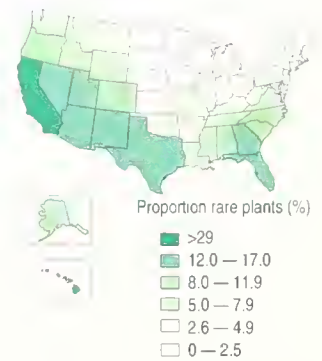 Proportion rare plants (%)
>29
12.0 — 17.0
8.0 — 11.9
5.0 — 7.9
2.6 — 4.9
0 — 2.5